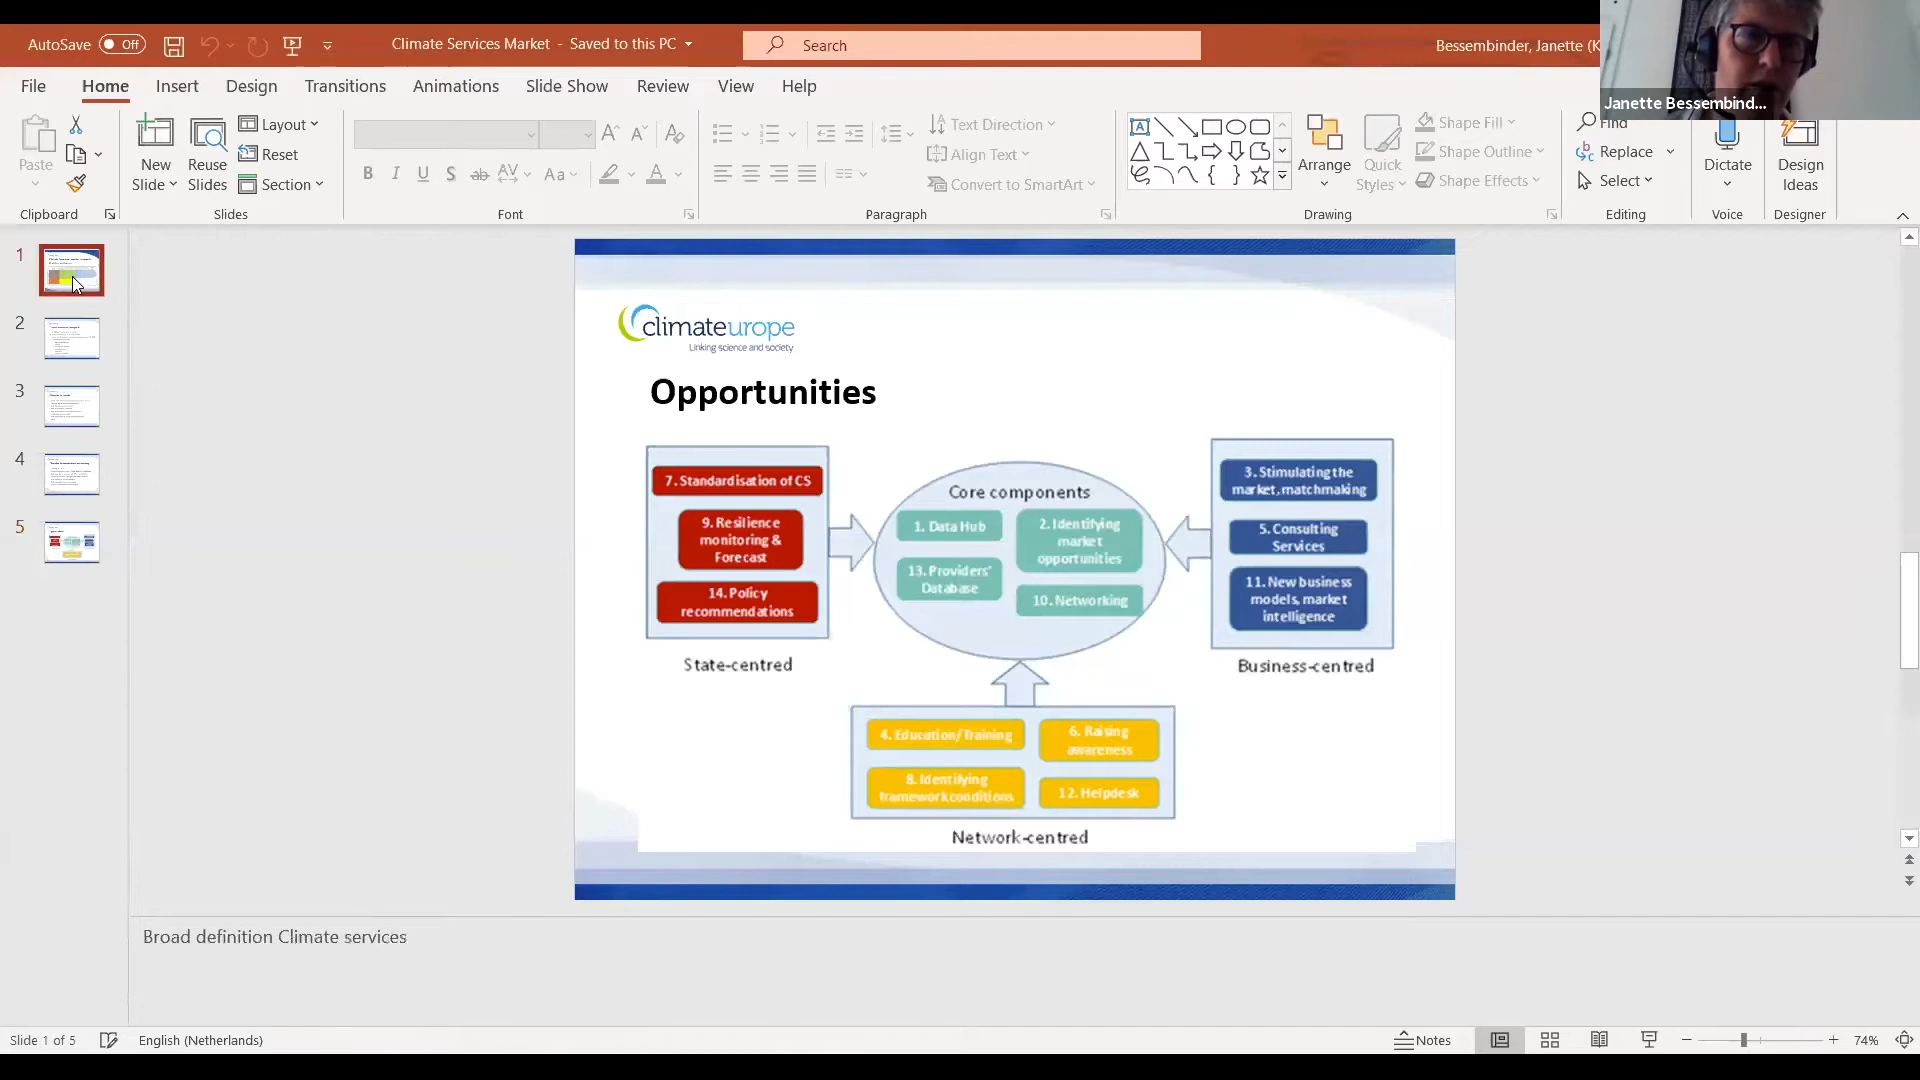 AutoSave Off
Climate Services Market - Saved to this PC
Search
Bessembinder, Janette (K
Janette Bessembind...
File Home Insert Design Transitions Animations Slide Show Review View Help
Paste
New Slide
Reuse Slides
Layout
Reset
Section
Text Direction
Align Text
Convert to SmartArt
Arrange
Quick Styles
Shape Fill
Shape Outline
Shape Effects
Find
Replace
Select
Dictate
Design Ideas
Clipboard
Slides
Font
Paragraph
Drawing
Editing
Voice
Designer
1
2
3
4
5
climateurope
Linking science and society
Opportunities
7. Standardisation of CS
9. Resilience
monitoring &
Forecast
14. Policy
recommendations
State-centred
Core components
1. Data Hub
2. Identifying
market
opportunities
13. Providers'
Database
10. Networking
3. Stimulating the
market, matchmaking
5. Consulting
Services
11. New business
models, market
intelligence
Business-centred
4. Education/Training
6. Raising
awareness
8. Identifying
framework conditions
12. Helpdesk
Network-centred
Broad definition Climate services
Slide 1 of 5
English (Netherlands)
Notes
74%